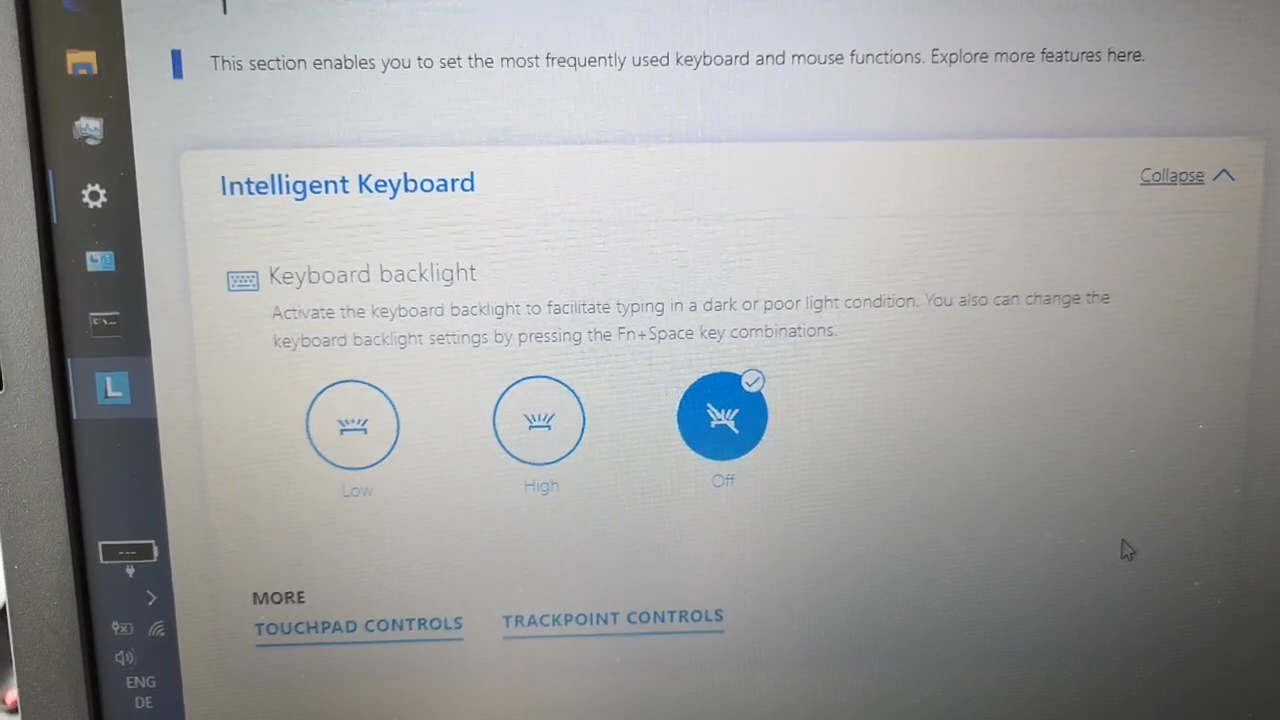 This section enables you to set the most frequently used keyboard and mouse functions. Explore more features here.
Intelligent Keyboard
Collapse
Keyboard backlight
Activate the keyboard backlight to facilitate typing in a dark or poor light condition. You also can change the
keyboard backlight settings by pressing the Fn+Space key combinations.
Low
High
Off
MORE
TOUCHPAD CONTROLS
TRACKPOINT CONTROLS
L
---
ENG
DE